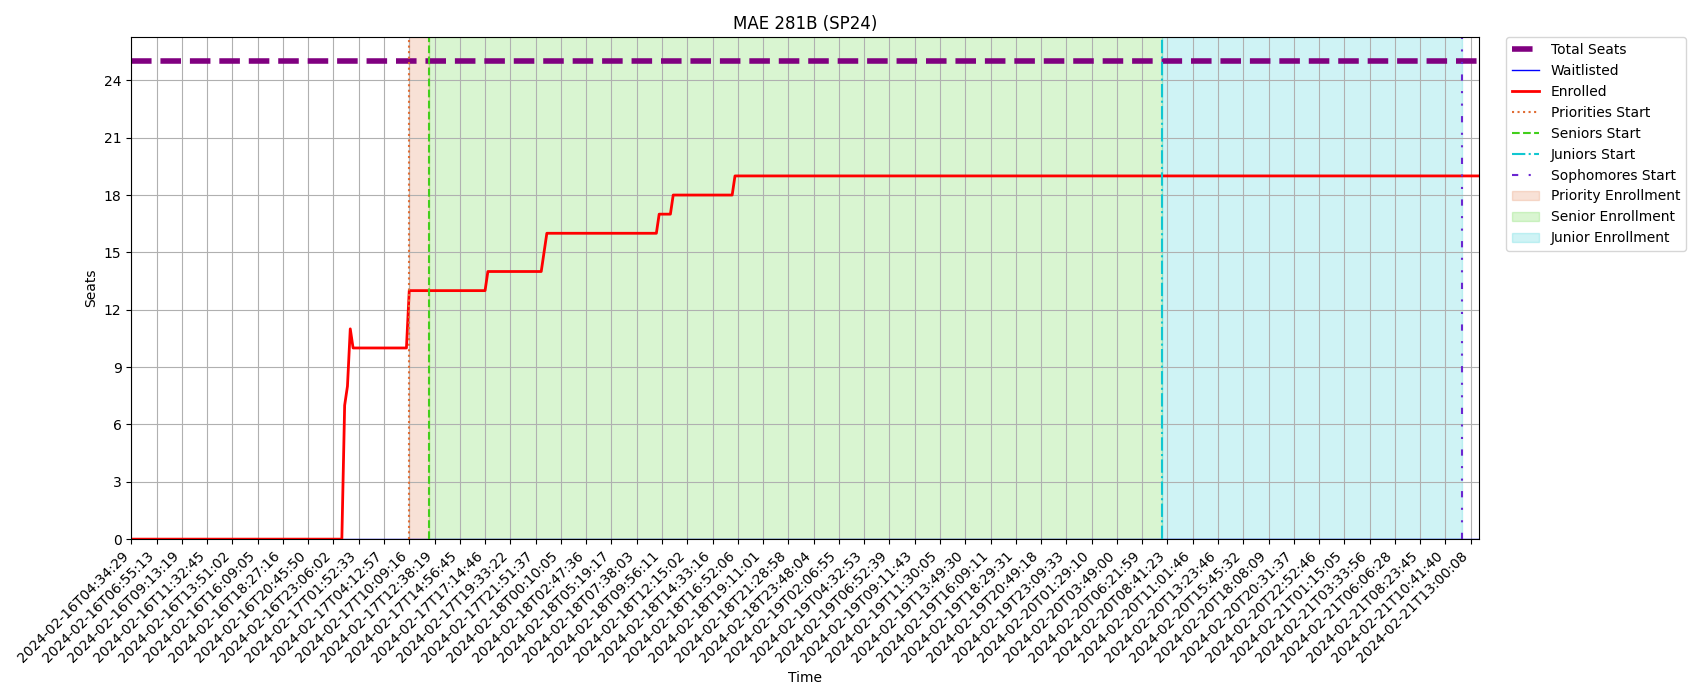 MAE 281B (SP24)
Total Seats
Waitlisted
Enrolled
Priorities Start
Seniors Start
Juniors Start
Sophomores Start
Priority Enrollment
Senior Enrollment
Junior Enrollment
Seats
24
21
18
15
12
9
6
3
0
2024-02-16T04:34:29
2024-02-16T06:55:13
2024-02-16T09:13:19
2024-02-16T11:32:45
2024-02-16T13:51:02
2024-02-16T16:09:05
2024-02-16T18:27:16
2024-02-16T20:45:50
2024-02-16T23:06:02
2024-02-17T01:52:33
2024-02-17T04:12:57
2024-02-17T10:09:16
2024-02-17T12:38:19
2024-02-17T14:56:45
2024-02-17T17:14:46
2024-02-17T19:33:22
2024-02-17T21:51:37
2024-02-18T00:10:05
2024-02-18T02:47:36
2024-02-18T05:19:17
2024-02-18T07:38:03
2024-02-18T09:56:11
2024-02-18T12:15:02
2024-02-18T14:33:16
2024-02-18T16:52:06
2024-02-18T19:11:01
2024-02-18T21:28:58
2024-02-18T23:48:04
2024-02-19T02:06:55
2024-02-19T04:32:53
2024-02-19T06:52:39
2024-02-19T09:11:43
2024-02-19T11:30:05
2024-02-19T13:49:30
2024-02-19T16:09:11
2024-02-19T18:29:31
2024-02-19T20:49:18
2024-02-19T23:09:33
2024-02-20T01:29:10
2024-02-20T03:49:00
2024-02-20T06:21:59
2024-02-20T08:41:23
2024-02-20T11:01:46
2024-02-20T13:23:46
2024-02-20T15:45:32
2024-02-20T18:08:09
2024-02-20T20:31:37
2024-02-20T22:52:46
2024-02-21T01:15:05
2024-02-21T03:33:56
2024-02-21T06:06:28
2024-02-21T08:23:45
2024-02-21T10:41:40
2024-02-21T13:00:08
Time